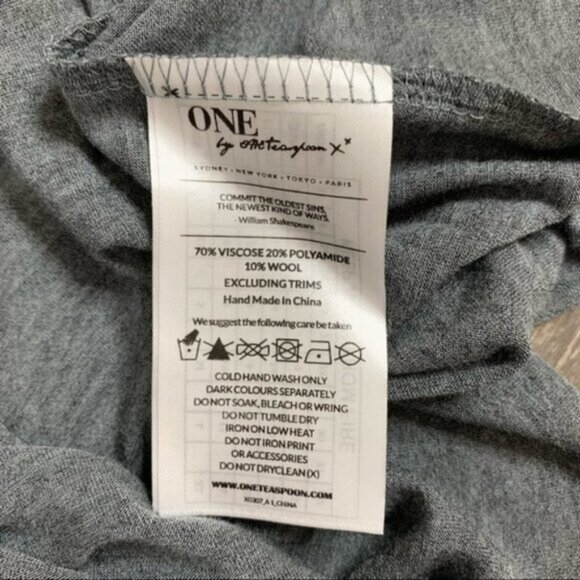 ONE
by oneteaspoon X x
SYDNEY • NEW YORK • TOKYO • PARIS
COMMIT THE OLDEST SINS,
THE NEWEST KIND OF WAYS.
William Shakespeare
70% VISCOSE 20% POLYAMIDE
10% WOOL
EXCLUDING TRIMS
Hand Made In China
We suggest the following care be taken
COLD HAND WASH ONLY
DARK COLOURS SEPARATELY
DO NOT SOAK, BLEACH OR WRING
DO NOT TUMBLE DRY
IRON ON LOW HEAT
DO NOT IRON PRINT
OR ACCESSORIES
DO NOT DRYCLEAN (X)
WWW.ONETEASPOON.COM